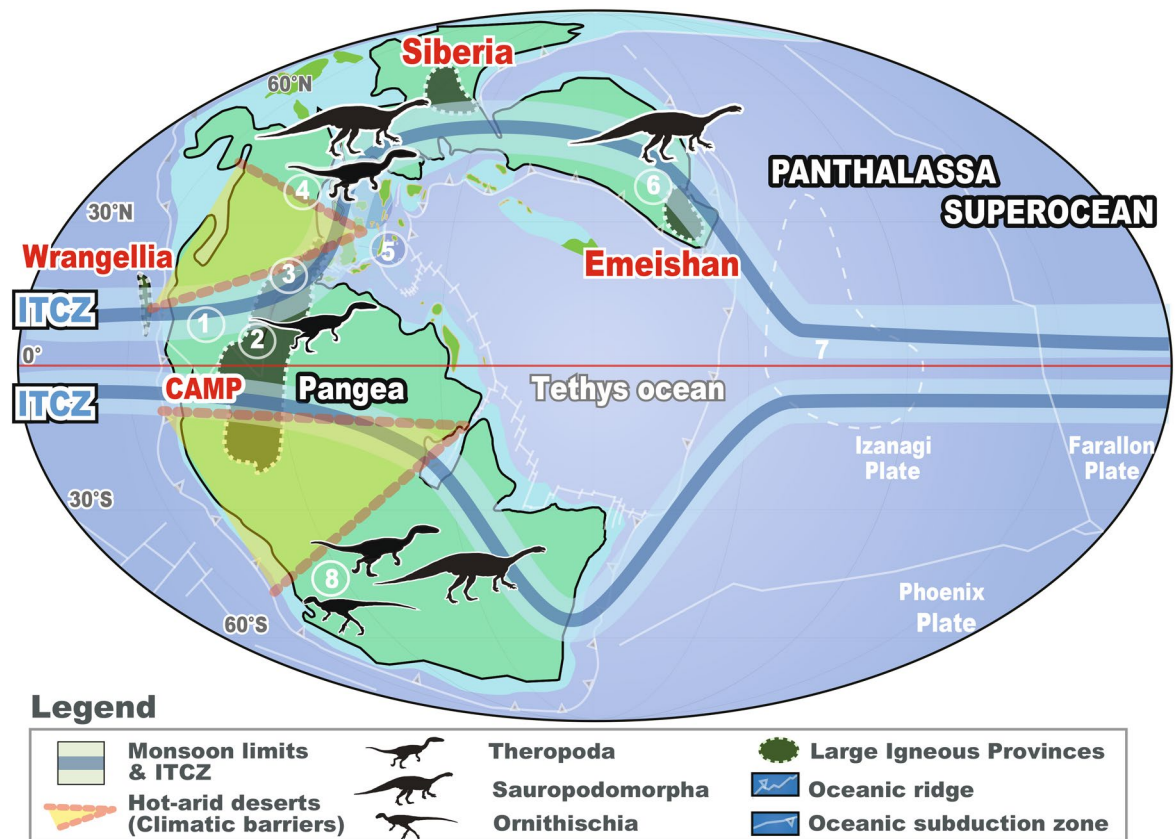 Siberia
60°N
4
6
PANTHALASSA
SUPEROCEAN
30°N
5
Wrangellia
3
Emeishan
ITCZ
1
2
7
0°
CAMP
Pangea
Tethys ocean
ITCZ
Izanagi
Plate
Farallon
Plate
30°S
8
Phoenix
Plate
60°S
Legend
Monsoon limits
& ITCZ
Hot-arid deserts
(Climatic barriers)
Theropoda
Sauropodomorpha
Ornithischia
Large Igneous Provinces
Oceanic ridge
Oceanic subduction zone